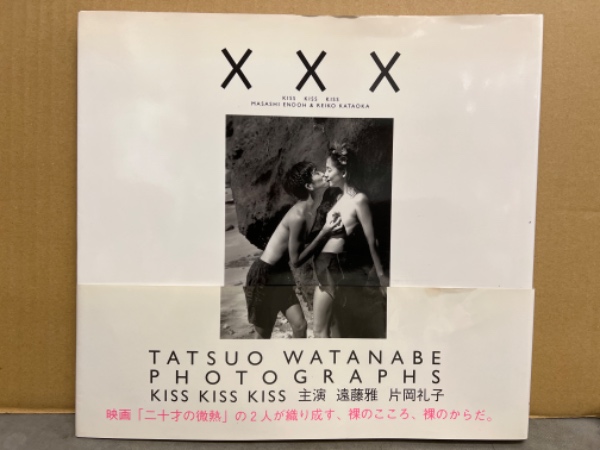 X X X
KISS KISS KISS
MASASHI ENDOH & REIKO KATAOKA
TATSUO WATANABE
PHOTOGRAPHS
KISS KISS KISS 主演 遠藤雅 片岡礼子
映画「二十才の微熱」の2人が織り成す、裸のこころ、裸のからだ。